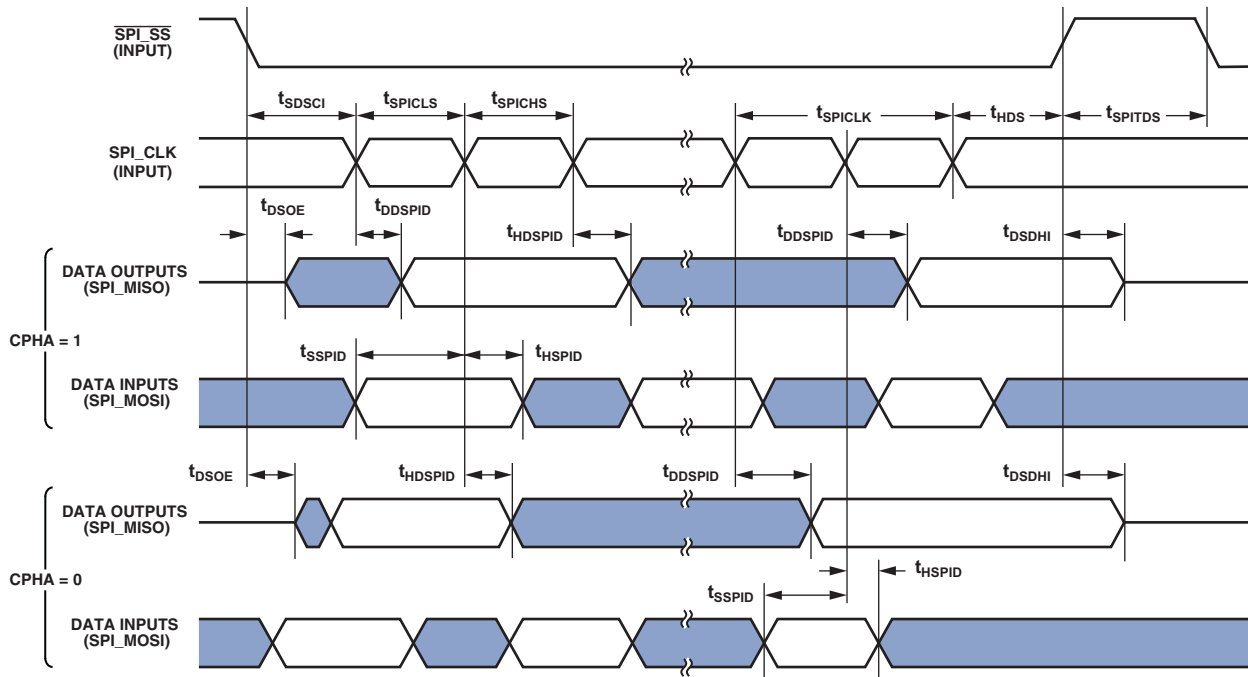 SPI_SS
(INPUT)
tSDSCI
tSPICLS
tSPICHS
tSPICLK
tHDS
tSPITDS
SPI_CLK
(INPUT)
tDSOE
tDDSPID
tHDSPID
tDDSPID
tDSDHI
DATA OUTPUTS
(SPI_MISO)
CPHA = 1
tSSPID
tHSPID
DATA INPUTS
(SPI_MOSI)
tDSOE
tHDSPID
tDDSPID
tDSDHI
DATA OUTPUTS
(SPI_MISO)
CPHA = 0
tHSPID
tSSPID
DATA INPUTS
(SPI_MOSI)